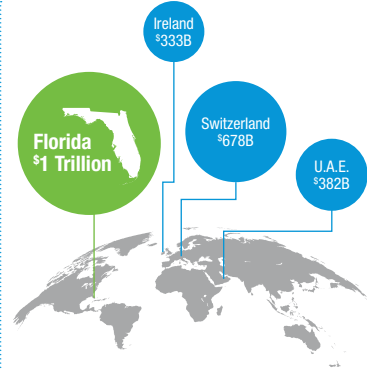 Ireland
$333B
Florida
$1 Trillion
Switzerland
$678B
U.A.E.
$382B